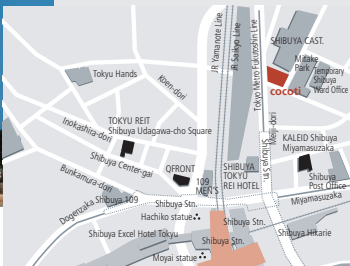 JR Yamanote Line
JR Saikyo Line
Tokyo Metro Fukutoshin Line
SHIBUYA CAST.
Mitake
Park
Temporary
Shibuya
Ward Office
cocoti
Tokyu Hands
Koen-dori
Inokashira-dori
TOKYU REIT
Shibuya Udagawa-cho Square
Meiji-dori
Shibuya St.
KALEID Shibuya
Miyamasuzaka
Shibuya Center-gai
QFRONT
SHIBUYA
TOKYU
REI HOTEL
Shibuya
Post Office
Bunkamura-dori
109
MEN'S
Miyamasuzaka
Dogenzaka
Shibuya 109
Shibuya Stn.
Hachiko statue
Shibuya Stn.
Shibuya Excel Hotel Tokyu
Shibuya Stn.
Shibuya Hikarie
Moyai statue